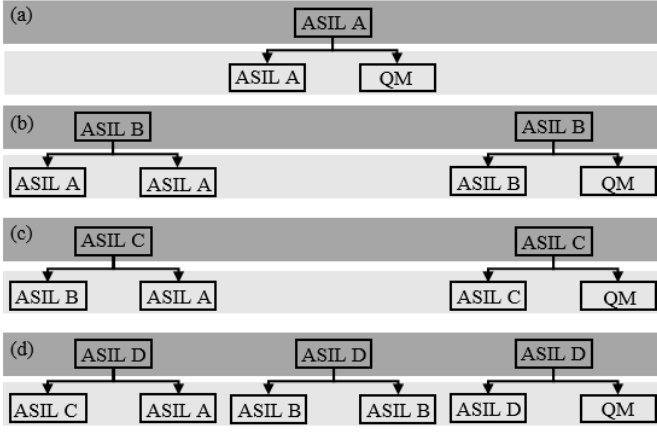 (a) ASIL A
ASIL A QM
(b) ASIL B ASIL B
ASIL A ASIL A ASIL B QM
(c) ASIL C ASIL C
ASIL B ASIL A ASIL C QM
(d) ASIL D ASIL D ASIL D
ASIL C ASIL A ASIL B ASIL B ASIL D QM